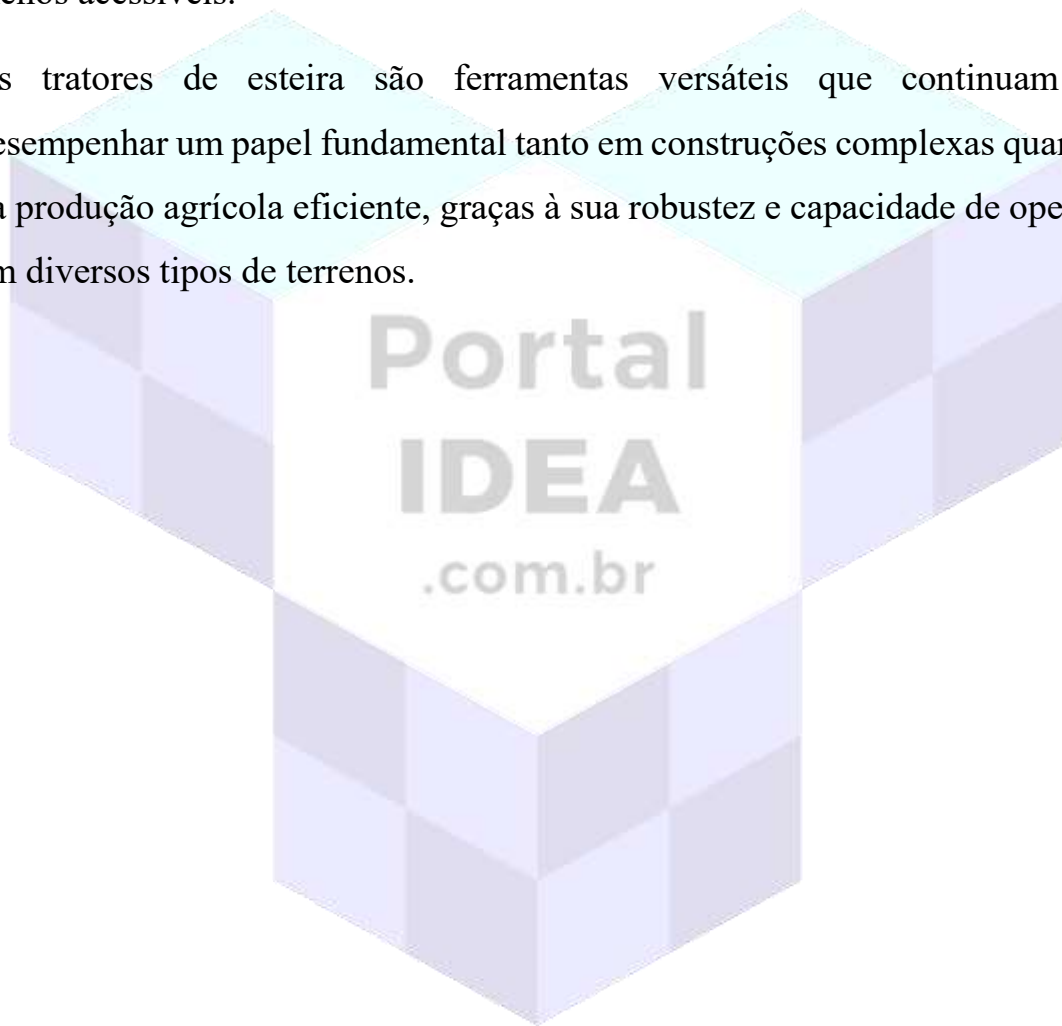 acessíveis.
s tratores de esteira são ferramentas versáteis que continuam
esempenhar um papel fundamental tanto em construções complexas quan
a produção agrícola eficiente, graças à sua robustez e capacidade de ope
m diversos tipos de terrenos.
Portal
IDEA
.com.br